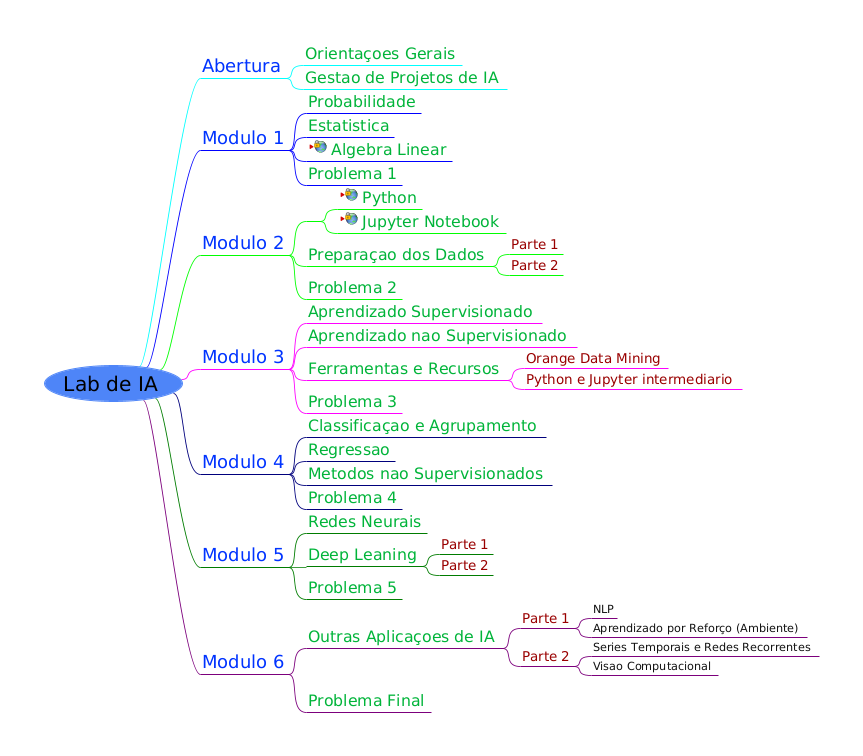 Lab de IA
Abertura
Orientaçoes Gerais
Gestao de Projetos de IA
Modulo 1
Probabilidade
Estatistica
Algebra Linear
Problema 1
Modulo 2
Python
Jupyter Notebook
Preparaçao dos Dados
Parte 1
Parte 2
Problema 2
Modulo 3
Aprendizado Supervisionado
Aprendizado nao Supervisionado
Ferramentas e Recursos
Orange Data Mining
Python e Jupyter intermediario
Problema 3
Modulo 4
Classificaçao e Agrupamento
Regressao
Metodos nao Supervisionados
Problema 4
Modulo 5
Redes Neurais
Deep Leaning
Parte 1
Parte 2
Problema 5
Modulo 6
Outras Aplicaçoes de IA
Parte 1
NLP
Aprendizado por Reforço (Ambiente)
Parte 2
Series Temporais e Redes Recorrentes
Visao Computacional
Problema Final